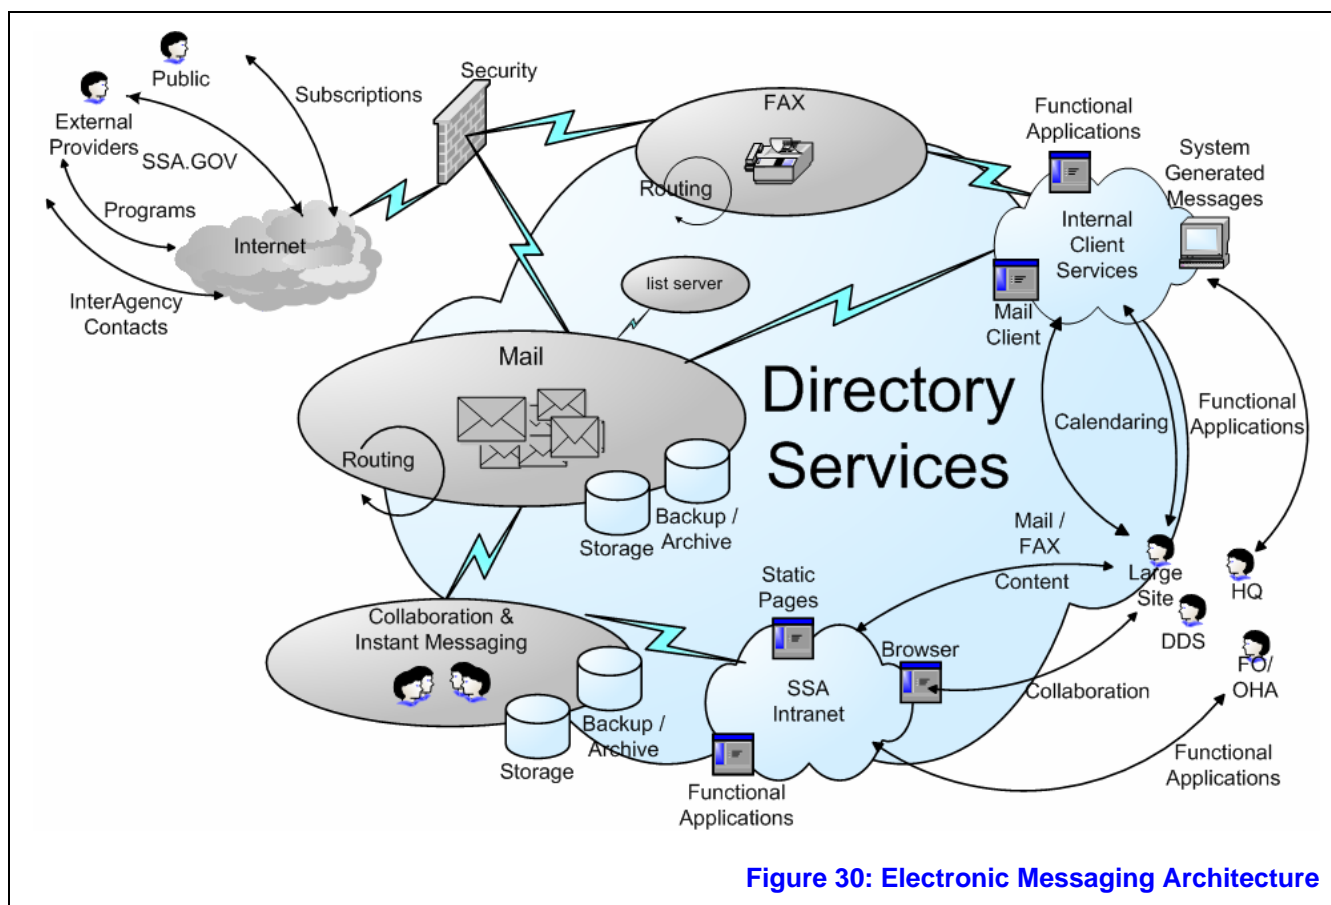 Public
Subscriptions
External
Providers
SSA.GOV
Programs
Internet
InterAgency
Contacts
Security
FAX
Routing
Functional
Applications
System
Generated
Messages
Internal
Client
Services
Mail
Client
list server
Mail
Routing
Storage
Backup /
Archive
Directory
Services
Calendaring
Functional
Applications
Mail /
FAX
Content
Large
Site
HQ
DDS
FO/
OHA
Collaboration &
Instant Messaging
Storage
Backup /
Archive
Static
Pages
Browser
SSA
Intranet
Collaboration
Functional
Applications
Functional
Applications
Figure 30: Electronic Messaging Architecture